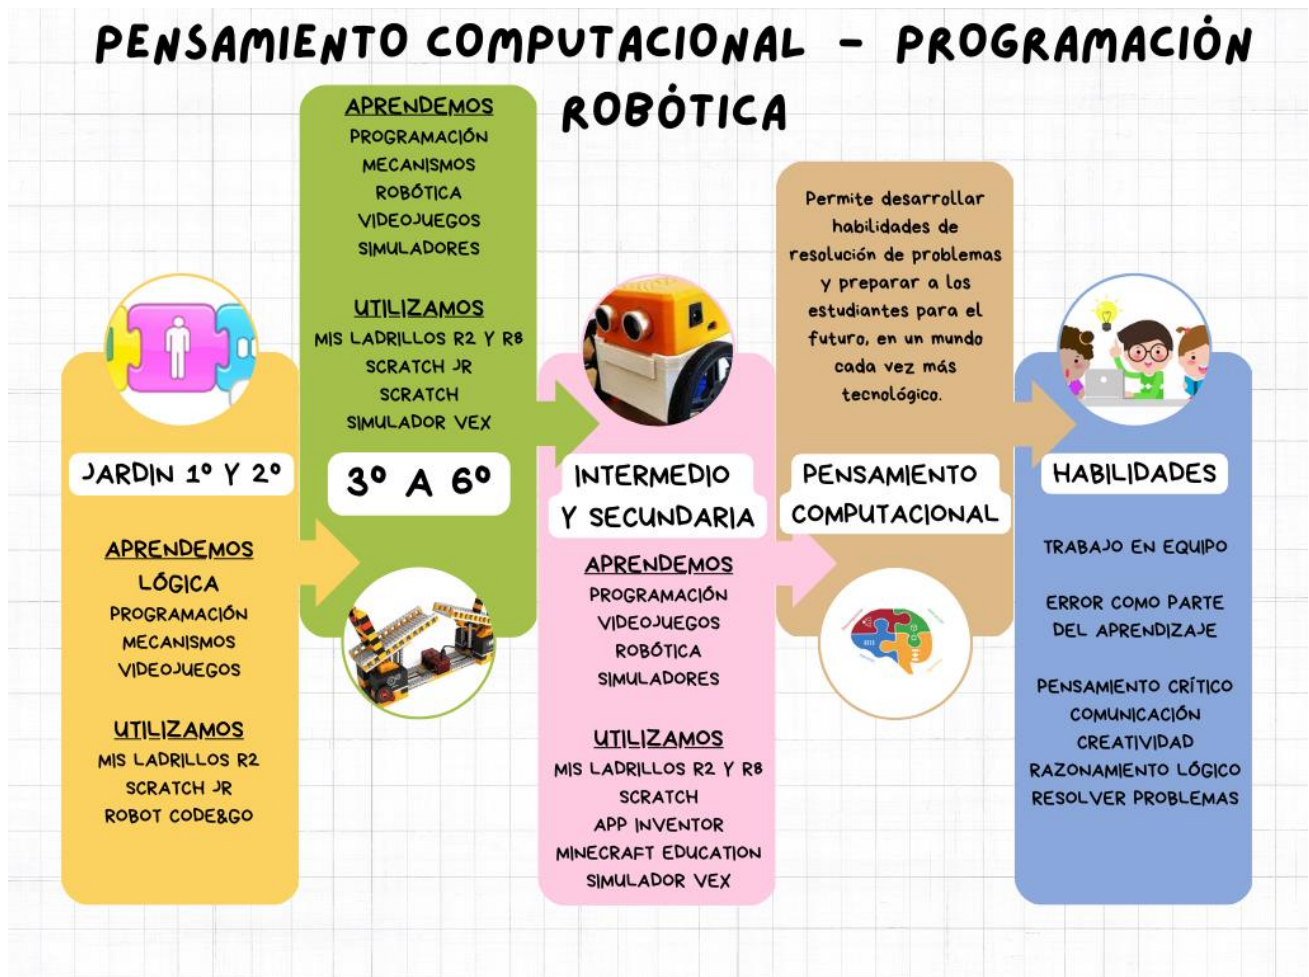 PENSAMIENTO COMPUTACIONAL - PROGRAMACIÓN
ROBÓTICA
JARDIN 1º Y 2º
APRENDEMOS
LÓGICA
PROGRAMACIÓN
MECANISMOS
VIDEOJUEGOS
UTILIZAMOS
MIS LADRILLOS R2
SCRATCH JR
ROBOT CODE&GO
APRENDEMOS
PROGRAMACIÓN
MECANISMOS
ROBÓTICA
VIDEOJUEGOS
SIMULADORES
UTILIZAMOS
MIS LADRILLOS R2 Y R8
SCRATCH JR
SCRATCH
SIMULADOR VEX
3º A 6º
INTERMEDIO
Y SECUNDARIA
APRENDEMOS
PROGRAMACIÓN
VIDEOJUEGOS
ROBÓTICA
SIMULADORES
UTILIZAMOS
MIS LADRILLOS R2 Y R8
SCRATCH
APP INVENTOR
MINECRAFT EDUCATION
SIMULADOR VEX
Permite desarrollar
habilidades de
resolución de problemas
y preparar a los
estudiantes para el
futuro, en un mundo
cada vez más
tecnológico.
PENSAMIENTO
COMPUTACIONAL
HABILIDADES
TRABAJO EN EQUIPO
ERROR COMO PARTE
DEL APRENDIZAJE
PENSAMIENTO CRÍTICO
COMUNICACIÓN
CREATIVIDAD
RAZONAMIENTO LÓGICO
RESOLVER PROBLEMAS